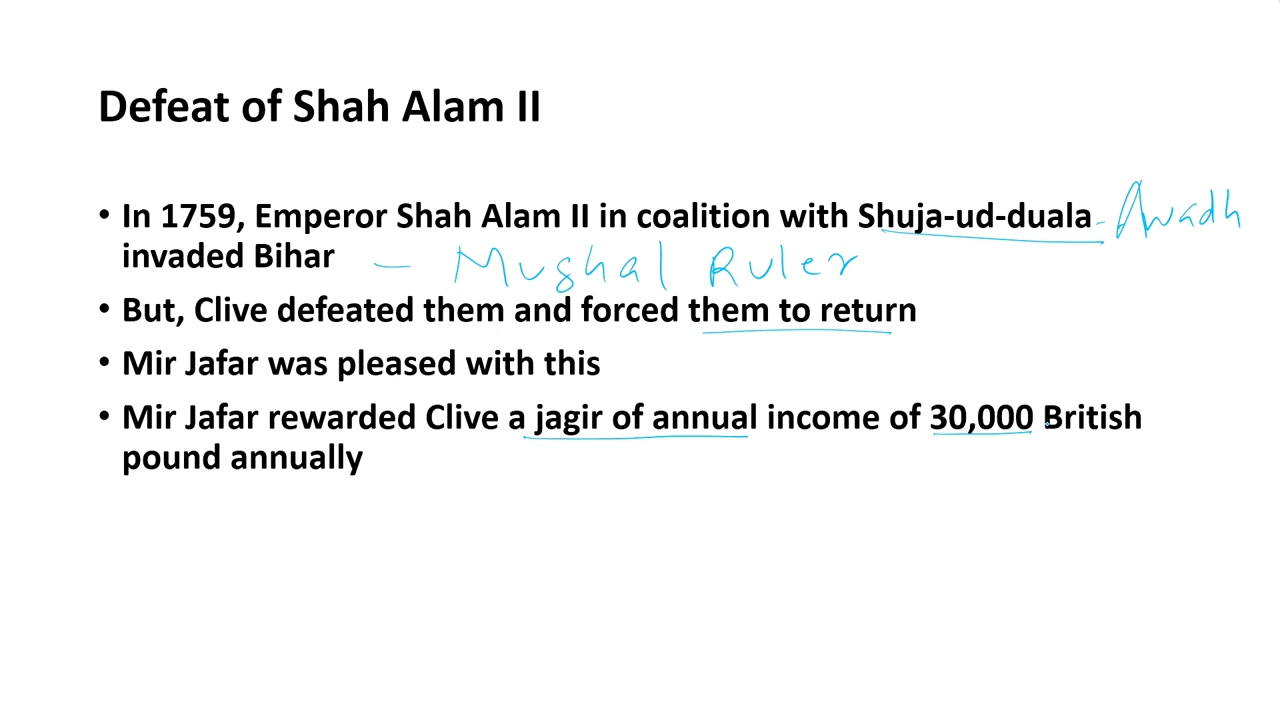 Defeat of Shah Alam II
• In 1759, Emperor Shah Alam II in coalition with Shuja-ud-duala - Awadh
invaded Bihar - Mughal Ruler
• But, Clive defeated them and forced them to return
• Mir Jafar was pleased with this
• Mir Jafar rewarded Clive a jagir of annual income of 30,000 British
pound annually